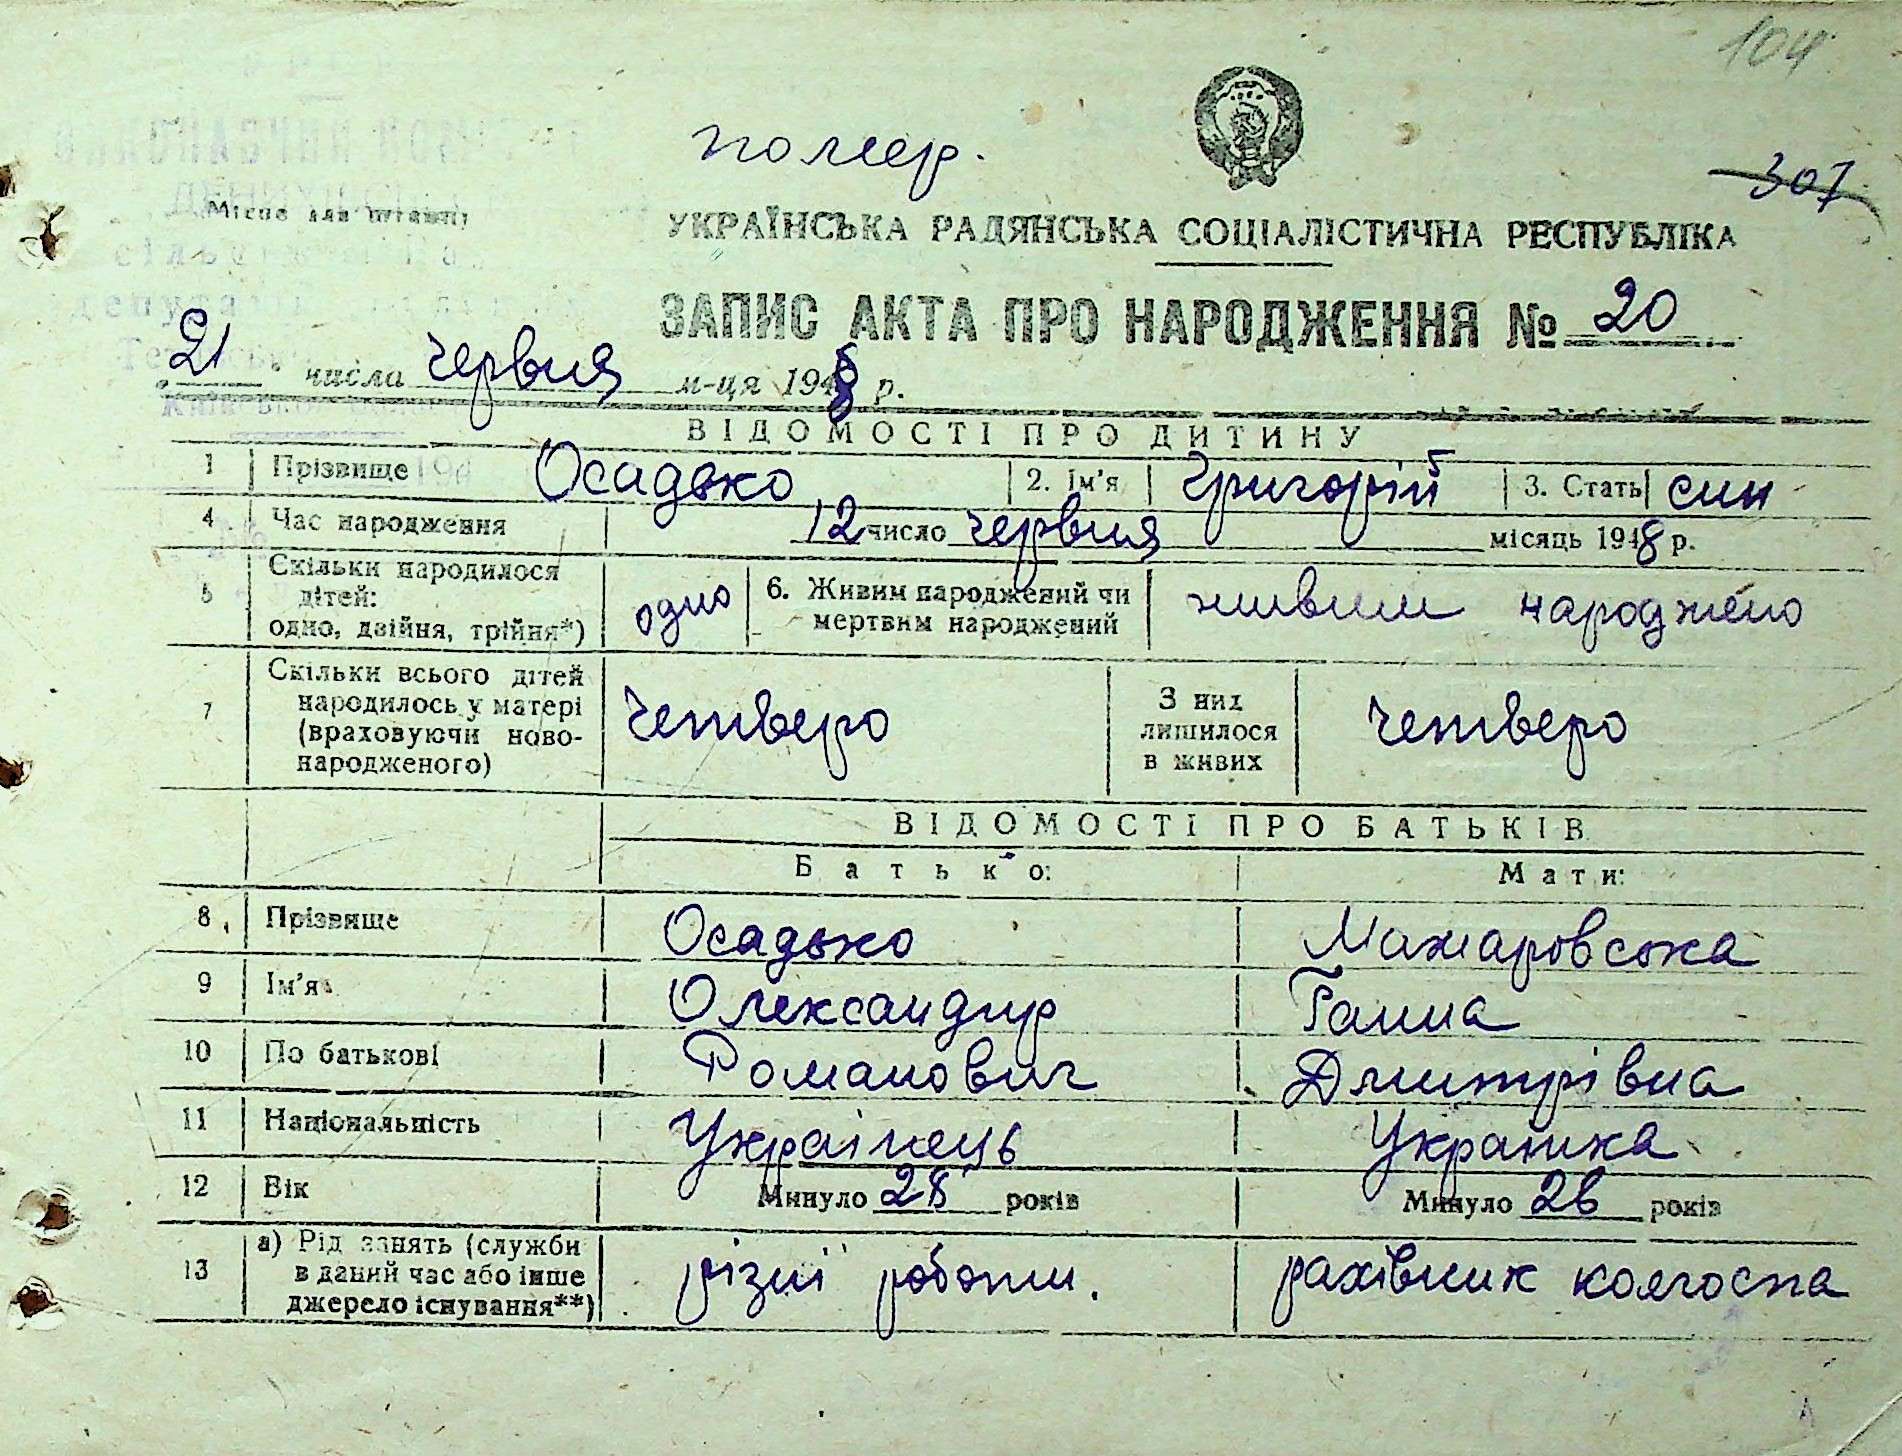 104
помер.
307
Місце для штампу
УКРАЇНСЬКА РАДЯНСЬКА СОЦІАЛІСТИЧНА РЕСПУБЛІКА
ЗАПИС АКТА ПРО НАРОДЖЕННЯ № 20
21 числа червня м-ця 1948 р.
ВІДОМОСТІ ПРО ДИТИНУ
1 Прізвище Осадько 2. Ім'я Григорій 3. Стать син
4 Час народження 12 число червня місяць 1948 р.
5 Скільки народилося дітей: одно, двійня, трійня*) одно 6. Живим народжений чи мертвим народжений живим народжено
7 Скільки всього дітей народилось у матері (враховуючи ново-народженого) четверо З них лишилося в живих четверо
ВІДОМОСТІ ПРО БАТЬКІВ
Батько: Мати:
8 Прізвище Осадько Макаровська
9 Ім'я Олександр Ганна
10 По батькові Романович Дмитрівна
11 Національність Українець Українка
12 Вік Минуло 28 років Минуло 26 років
13 а) Рід занять (служби в даний час або інше джерело існування**) різні роботи. рахівник колгоспа